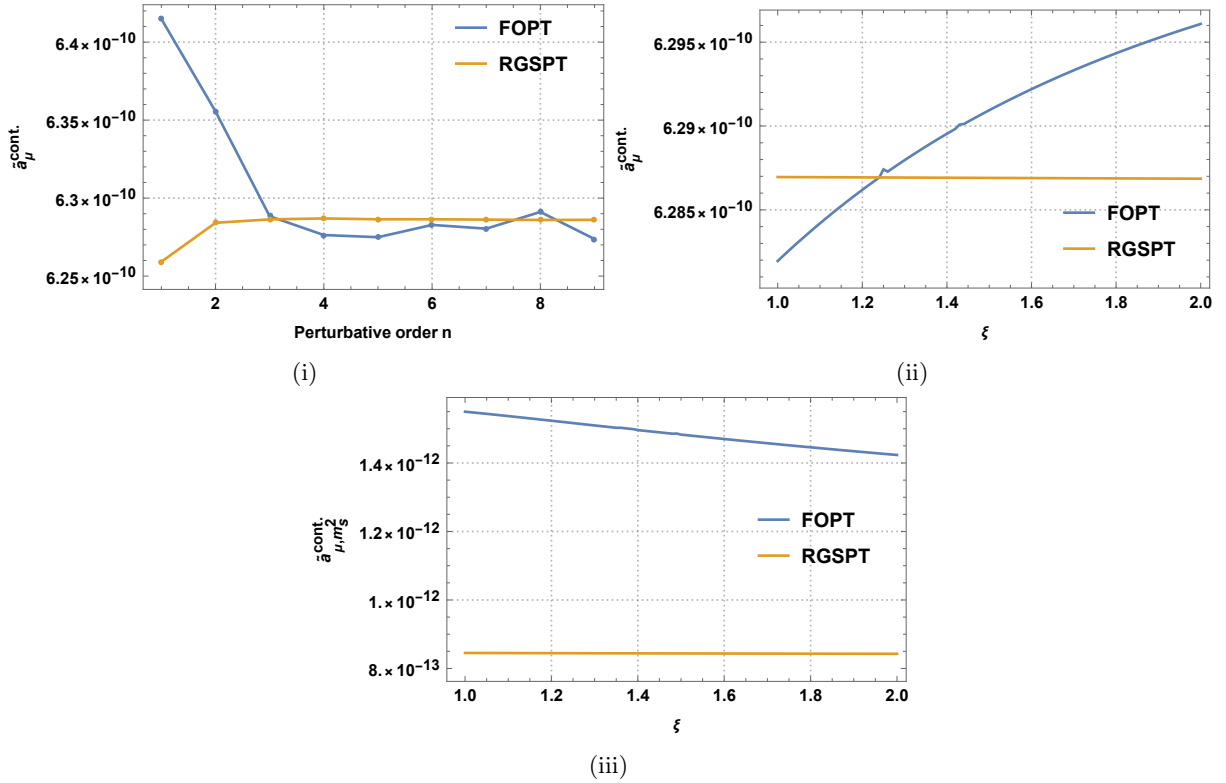 6.4×10⁻¹⁰
6.35×10⁻¹⁰
6.3×10⁻¹⁰
6.25×10⁻¹⁰
ã_μ^cont.
FOPT
RGSPT
2 4 6 8
Perturbative order n
(i)
6.295×10⁻¹⁰
6.29×10⁻¹⁰
6.285×10⁻¹⁰
ã_μ^cont.
FOPT
RGSPT
1.0 1.2 1.4 1.6 1.8 2.0
ξ
(ii)
1.4×10⁻¹²
1.2×10⁻¹²
1.×10⁻¹²
8.×10⁻¹³
ã_{μ,m_s^2}^cont.
FOPT
RGSPT
1.0 1.2 1.4 1.6 1.8 2.0
ξ
(iii)